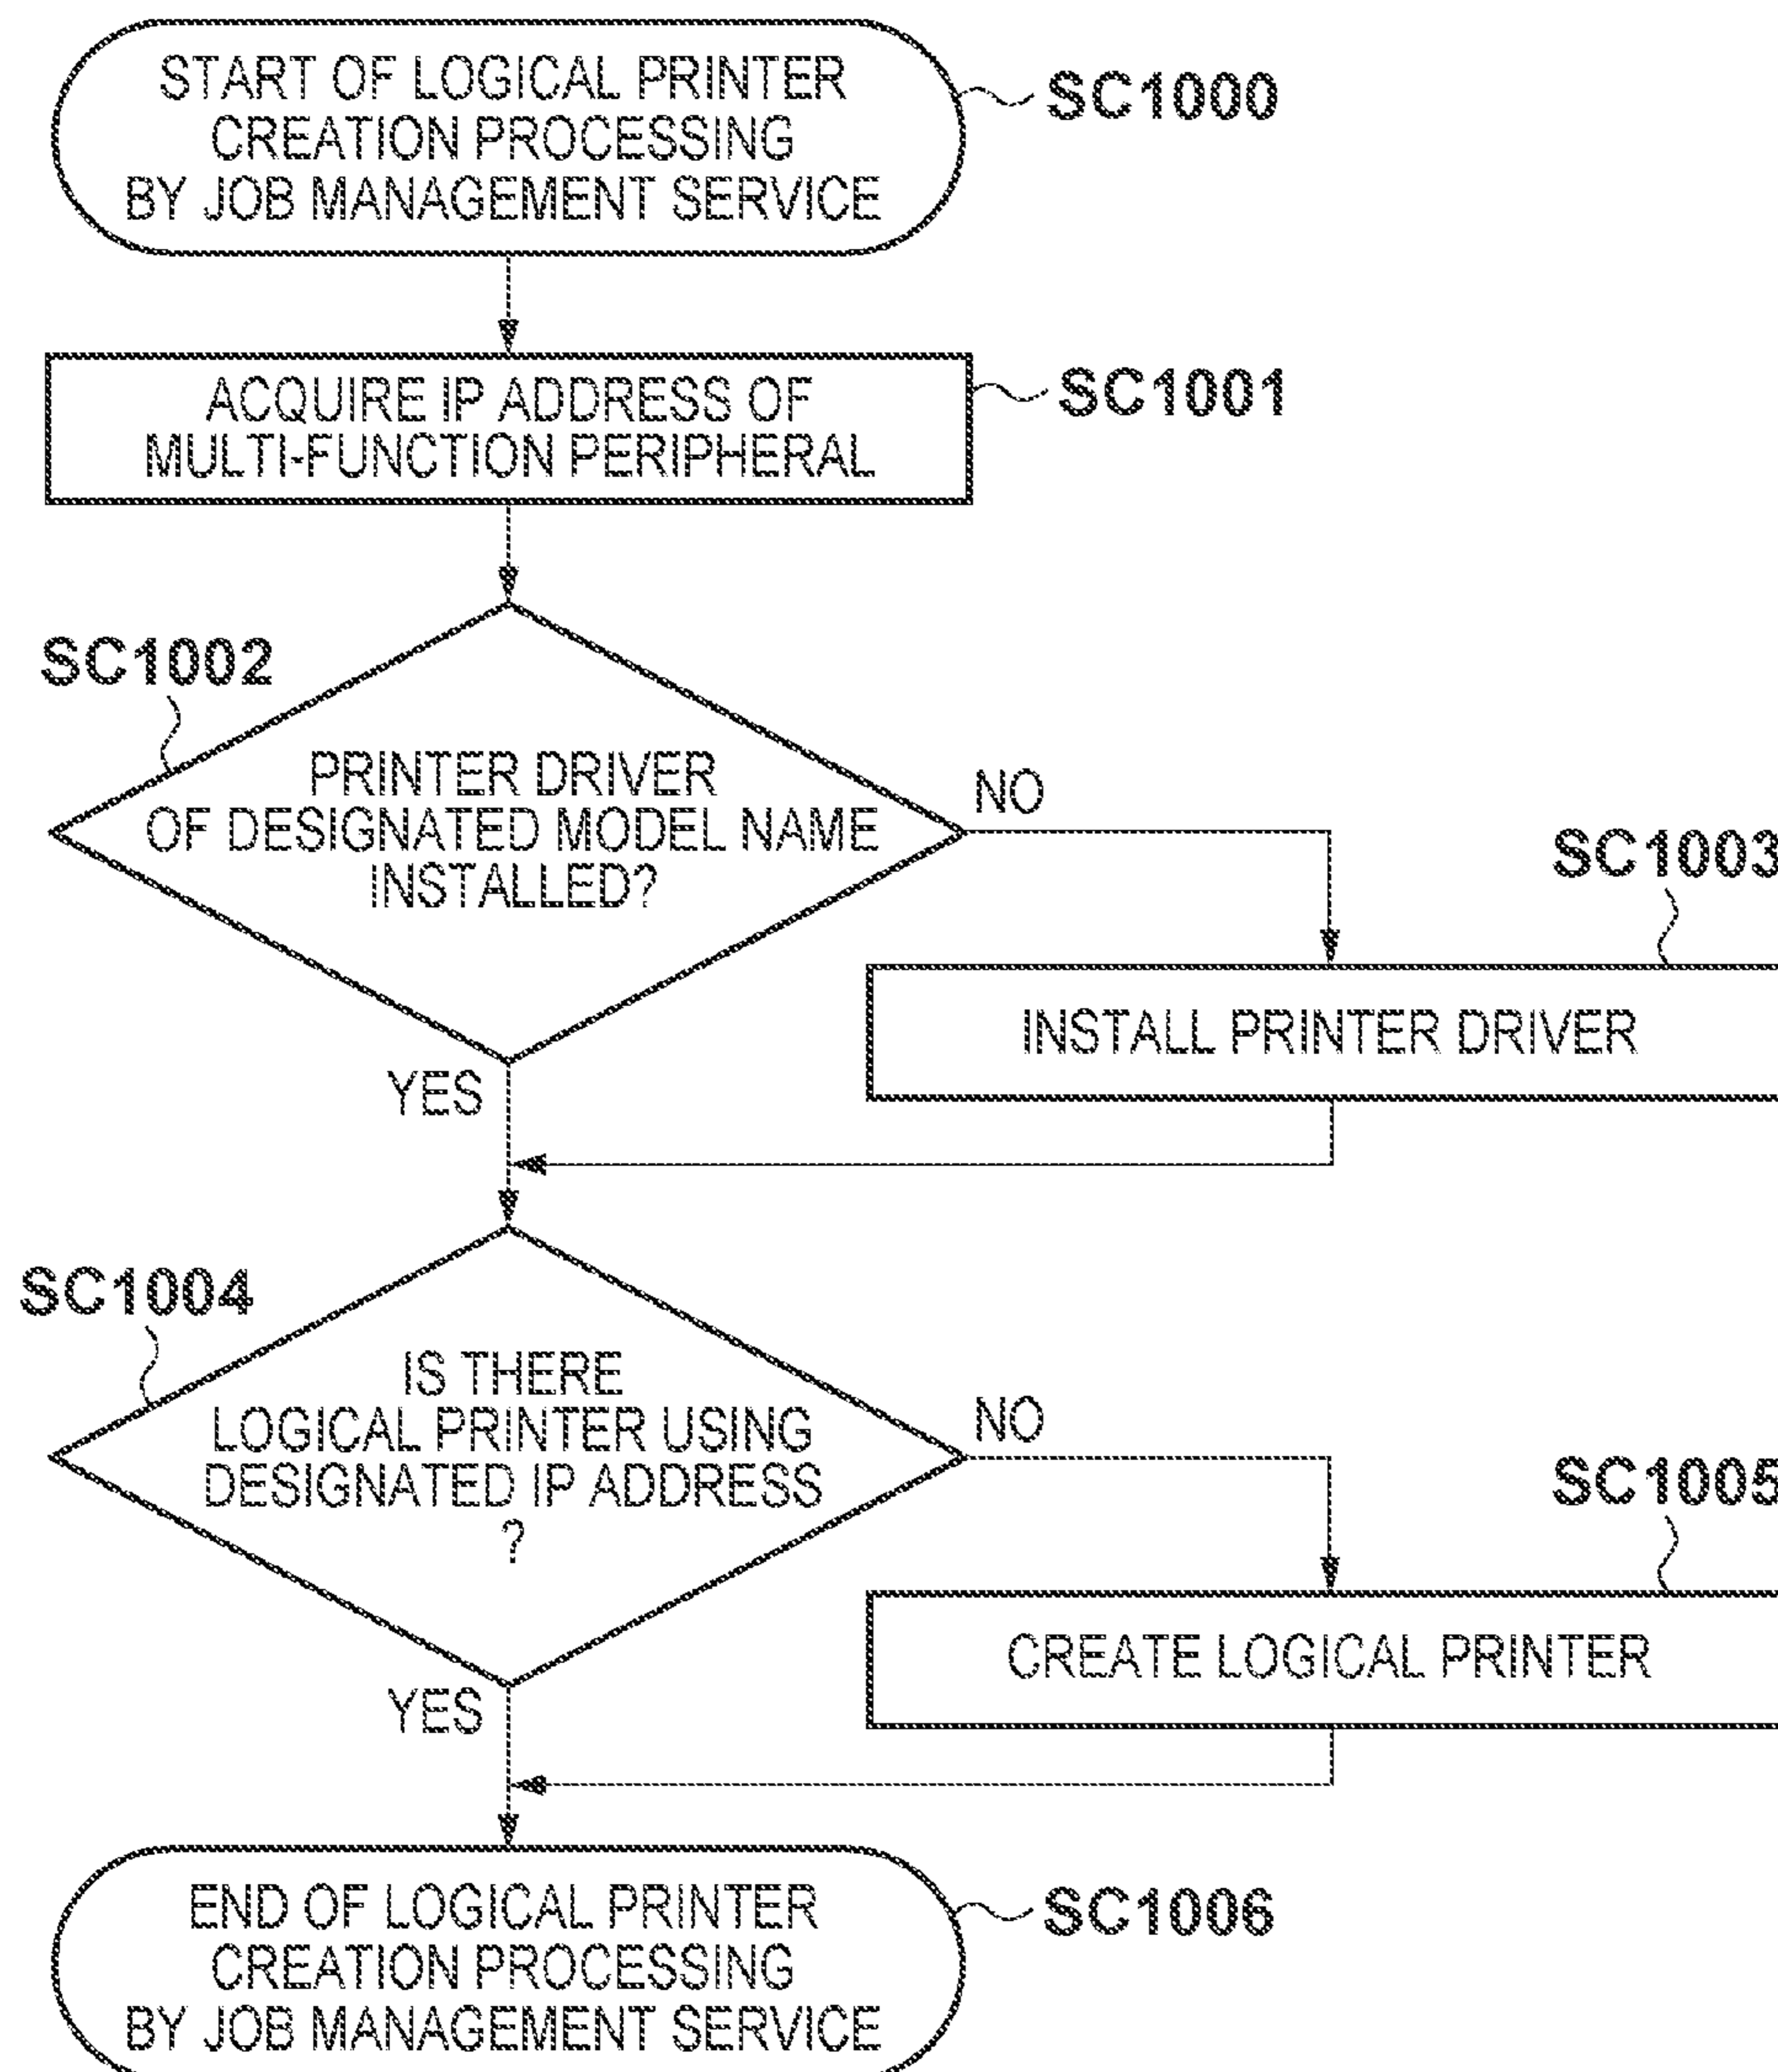 START OF LOGICAL PRINTER
CREATION PROCESSING
BY JOB MANAGEMENT SERVICE
SC1000
ACQUIRE IP ADDRESS OF
MULTI-FUNCTION PERIPHERAL
SC1001
SC1002
PRINTER DRIVER
OF DESIGNATED MODEL NAME
INSTALLED?
NO
SC1003
INSTALL PRINTER DRIVER
YES
SC1004
IS THERE
LOGICAL PRINTER USING
DESIGNATED IP ADDRESS
?
NO
SC1005
CREATE LOGICAL PRINTER
YES
END OF LOGICAL PRINTER
CREATION PROCESSING
BY JOB MANAGEMENT SERVICE
SC1006